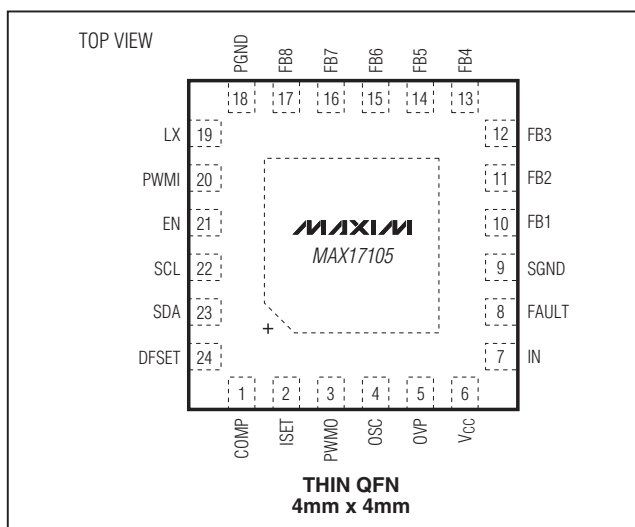 TOP VIEW
PGND FB8 FB7 FB6 FB5 FB4
18 17 16 15 14 13
LX 19
PWMI 20
EN 21
SCL 22
SDA 23
DFSET 24
12 FB3
11 FB2
10 FB1
9 SGND
8 FAULT
7 IN
MAXIM
MAX17105
+
1 2 3 4 5 6
COMP ISET PWMO OSC OVP VCC
THIN QFN
4mm x 4mm